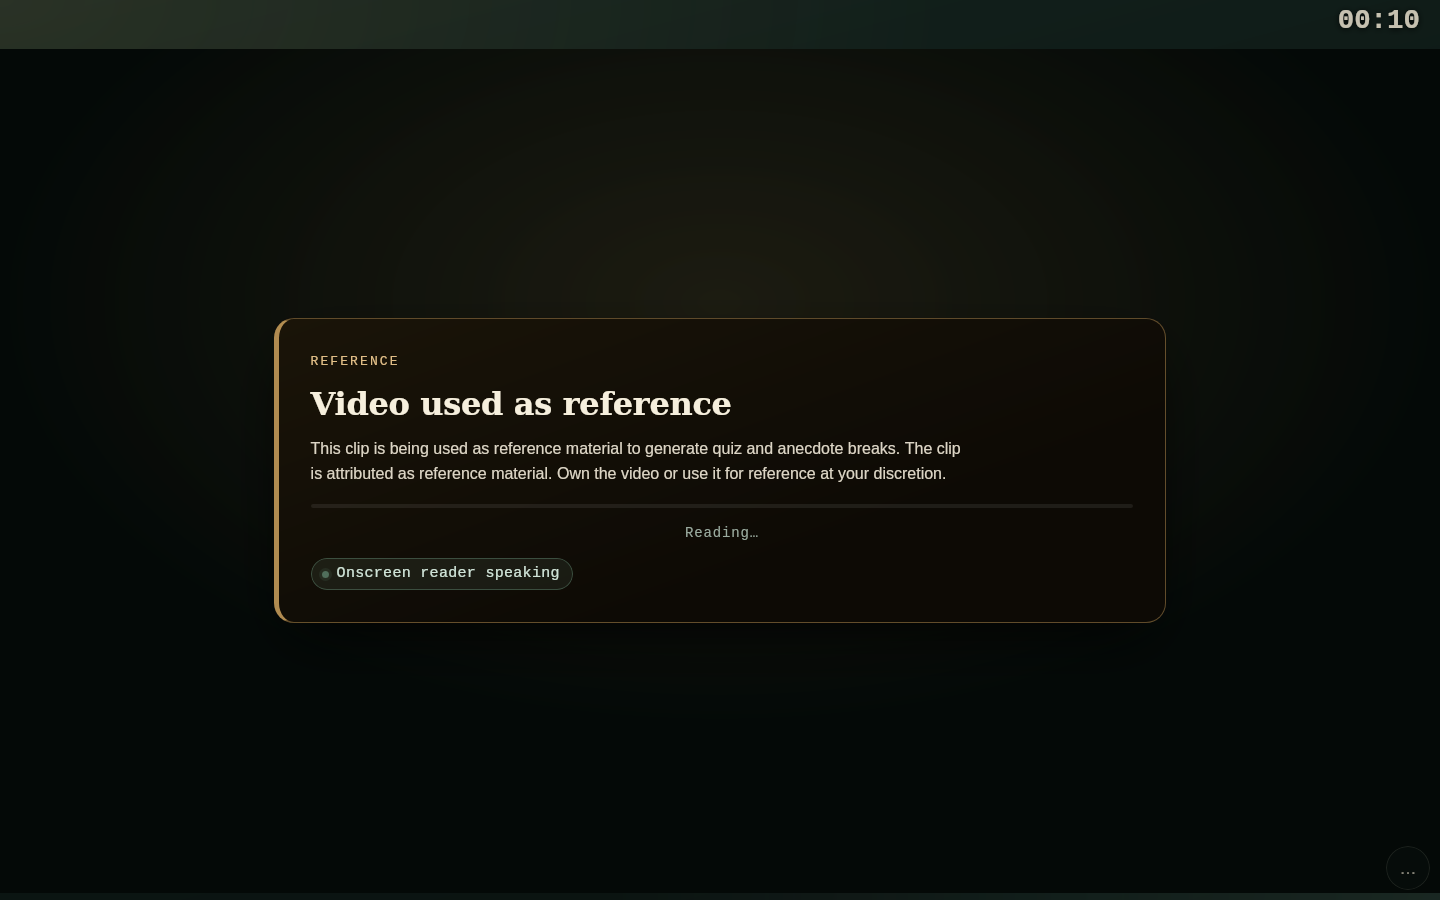 00:10
REFERENCE
Video used as reference
This clip is being used as reference material to generate quiz and anecdote breaks. The clip
is attributed as reference material. Own the video or use it for reference at your discretion.
Reading…
Onscreen reader speaking
…